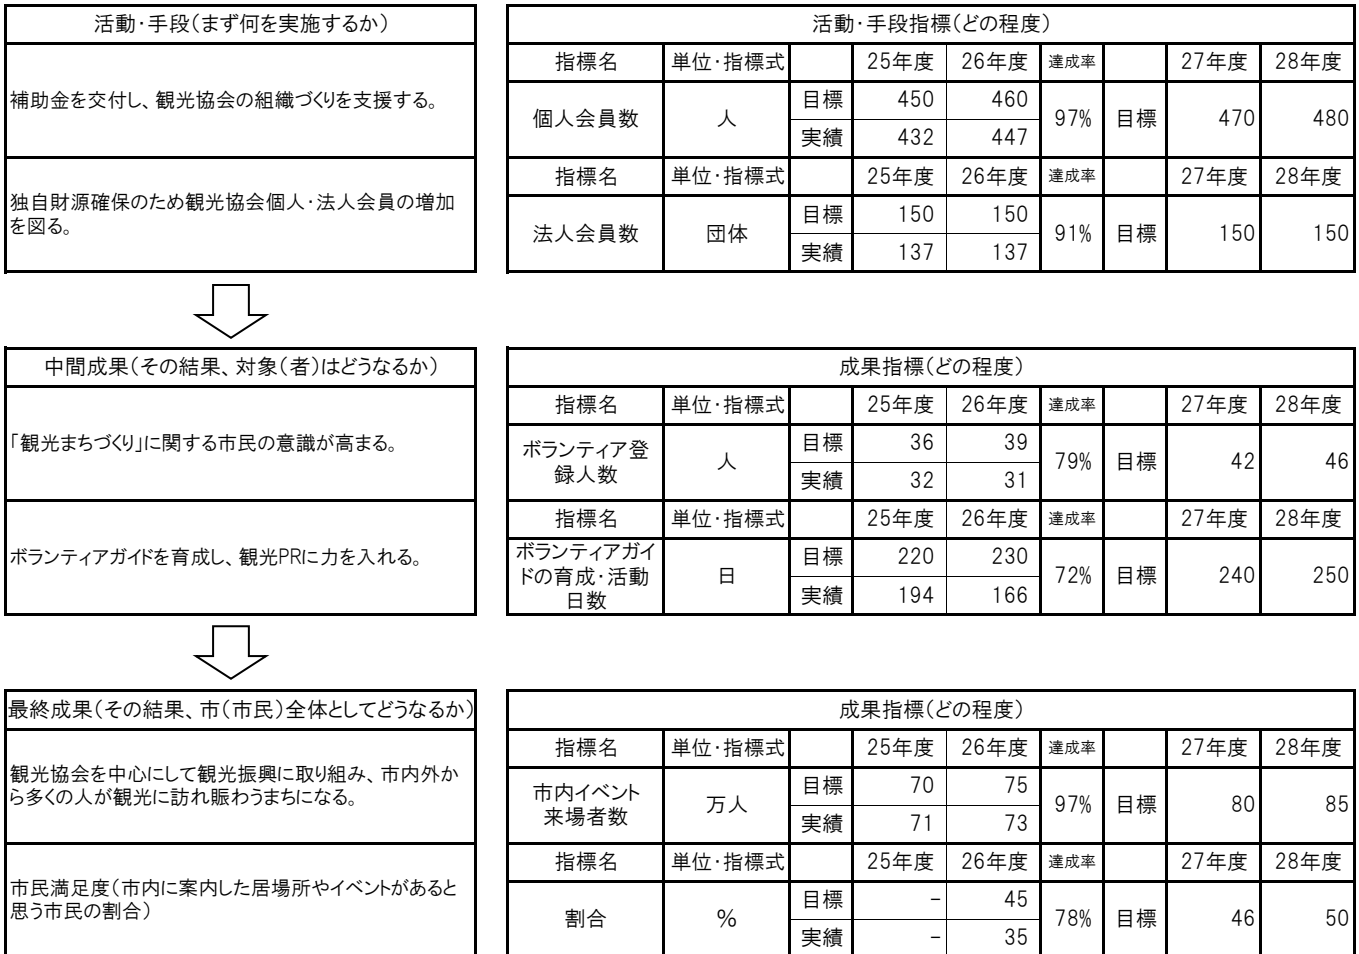 活動・手段(まず何を実施するか)
補助金を交付し、観光協会の組織づくりを支援する。
独自財源確保のため観光協会個人・法人会員の増加
を図る。
活動・手段指標(どの程度)
指標名 単位・指標式 25年度 26年度 達成率 27年度 28年度
個人会員数 人 目標 450 460 97% 目標 470 480
実績 432 447
指標名 単位・指標式 25年度 26年度 達成率 27年度 28年度
法人会員数 団体 目標 150 150 91% 目標 150 150
実績 137 137
中間成果(その結果、対象(者)はどうなるか)
「観光まちづくり」に関する市民の意識が高まる。
ボランティアガイドを育成し、観光PRに力を入れる。
成果指標(どの程度)
指標名 単位・指標式 25年度 26年度 達成率 27年度 28年度
ボランティア登
録人数 人 目標 36 39 79% 目標 42 46
実績 32 31
指標名 単位・指標式 25年度 26年度 達成率 27年度 28年度
ボランティアガイ
ドの育成・活動
日数 日 目標 220 230 72% 目標 240 250
実績 194 166
最終成果(その結果、市(市民)全体としてどうなるか)
観光協会を中心にして観光振興に取り組み、市内外か
ら多くの人が観光に訪れ賑わうまちになる。
市民満足度(市内に案内した居場所やイベントがあると
思う市民の割合)
成果指標(どの程度)
指標名 単位・指標式 25年度 26年度 達成率 27年度 28年度
市内イベント
来場者数 万人 目標 70 75 97% 目標 80 85
実績 71 73
指標名 単位・指標式 25年度 26年度 達成率 27年度 28年度
割合 % 目標 − 45 78% 目標 46 50
実績 − 35